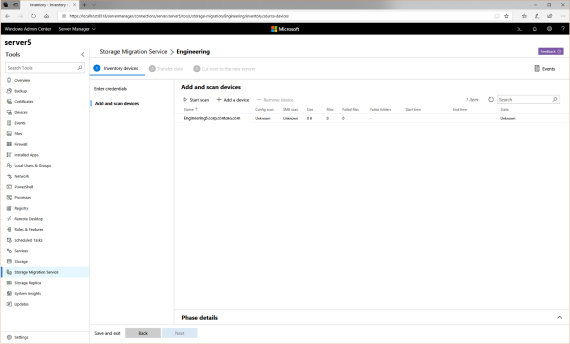 Inventory - Inventory -
https://localhost:6516/servermanager/connections/server/server5/tools/storage-migration/Engineering/inventory/source-devices
Windows Admin Center
Server Manager
Microsoft
server5
Tools
Search Tools
Overview
Backup
Certificates
Devices
Events
Files
Firewall
Installed Apps
Local Users & Groups
Network
PowerShell
Processes
Registry
Remote Desktop
Roles & Features
Scheduled Tasks
Services
Storage
Storage Migration Service
Storage Replica
System Insights
Updates
Settings
Storage Migration Service > Engineering
Feedback
1 Inventory devices
2 Transfer data
3 Cut over to the new servers
Events
Enter credentials
Add and scan devices
Add and scan devices
Start scan
Add a device
Remove device
1 item
Search
Name
Config scan
SMB scan
Size
Files
Failed files
Failed folders
Start time
End time
State
Engineering5.corp.contoso.com
Unknown
Unknown
0 B
0
0
Unknown
Phase details
Save and exit
Back
Next